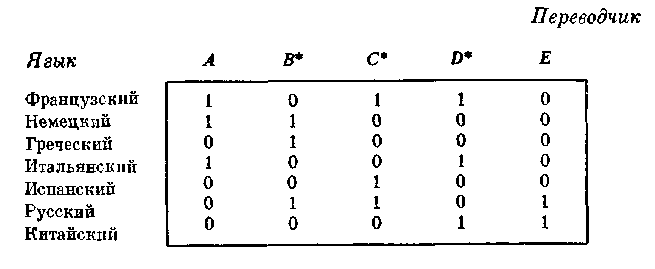 Переводчик
Язык A B* C* D* E
Французский 1 0 1 1 0
Немецкий 1 1 0 0 0
Греческий 0 1 0 0 0
Итальянский 1 0 0 1 0
Испанский 0 0 1 0 0
Русский 0 1 1 0 1
Китайский 0 0 0 1 1